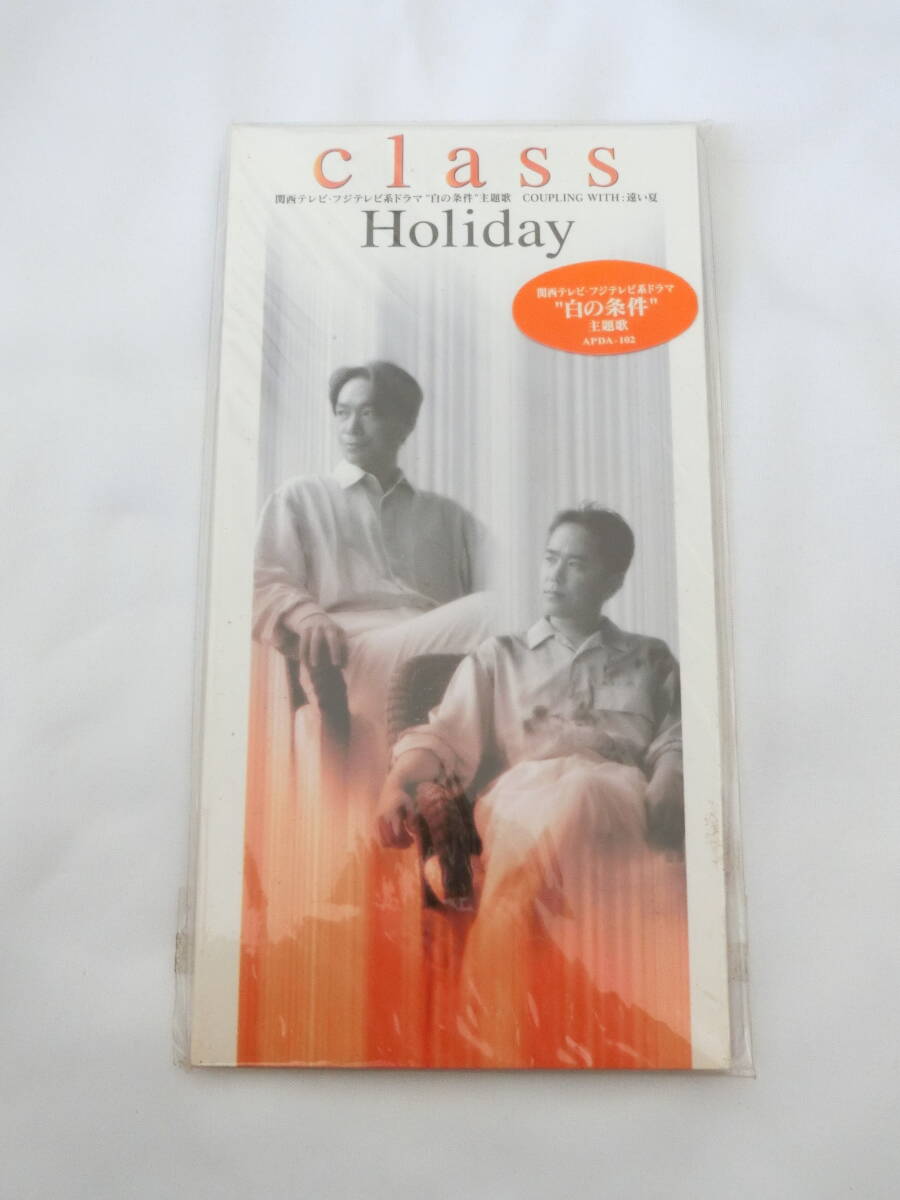 class
関西テレビ・フジテレビ系ドラマ"白の条件"主題歌 COUPLING WITH:遠い夏
Holiday
関西テレビ・フジテレビ系ドラマ
"白の条件"
主題歌
APDA-102